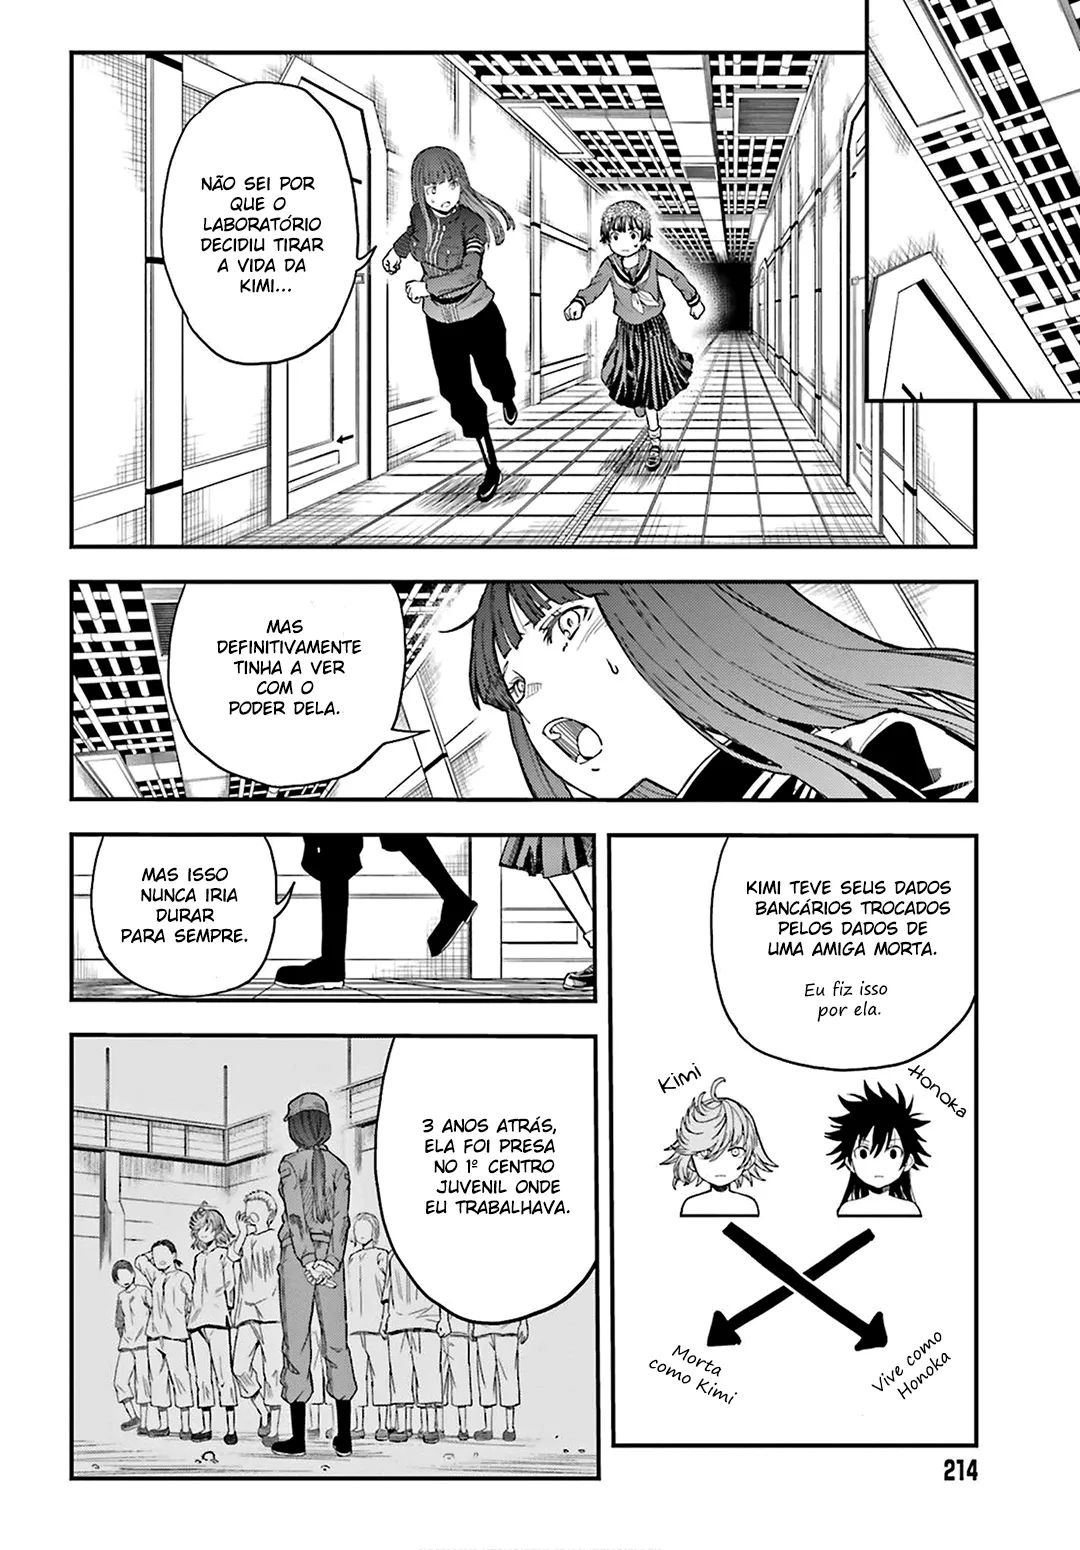 NÃO SEI POR
QUE O
LABORATÓRIO
DECIDIU TIRAR
A VIDA DA
KIMI...
MAS
DEFINITIVAMENTE
TINHA A VER
COM O
PODER DELA.
KIMI TEVE SEUS DADOS
BANCÁRIOS TROCADOS
PELOS DADOS DE
UMA AMIGA MORTA.
Eu fiz isso
por ela.
Kimi
Honoka
Morta
como Kimi
Vive como
Honoka
MAS ISSO
NUNCA IRIA
DURAR
PARA SEMPRE.
3 ANOS ATRÁS,
ELA FOI PRESA
NO 1º CENTRO
JUVENIL ONDE
EU TRABALHAVA.
214